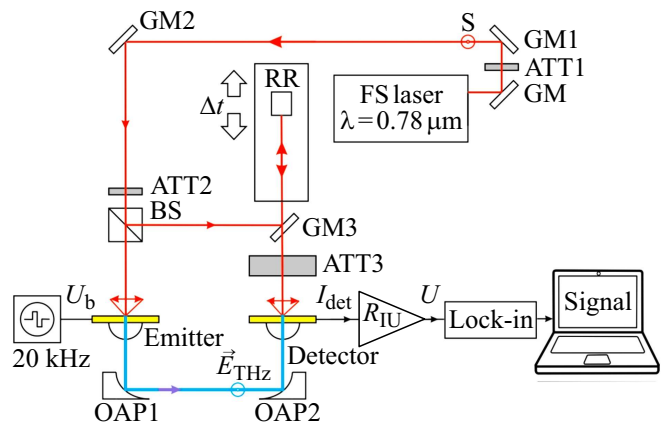 GM2
S
GM1
ATT1
FS laser
GM
λ = 0.78 μm
RR
Δt
ATT2
BS
GM3
ATT3
U_b
I_det
R_IU
U
Lock-in
Signal
20 kHz
Emitter
Detector
E⃗_THz
OAP1
OAP2